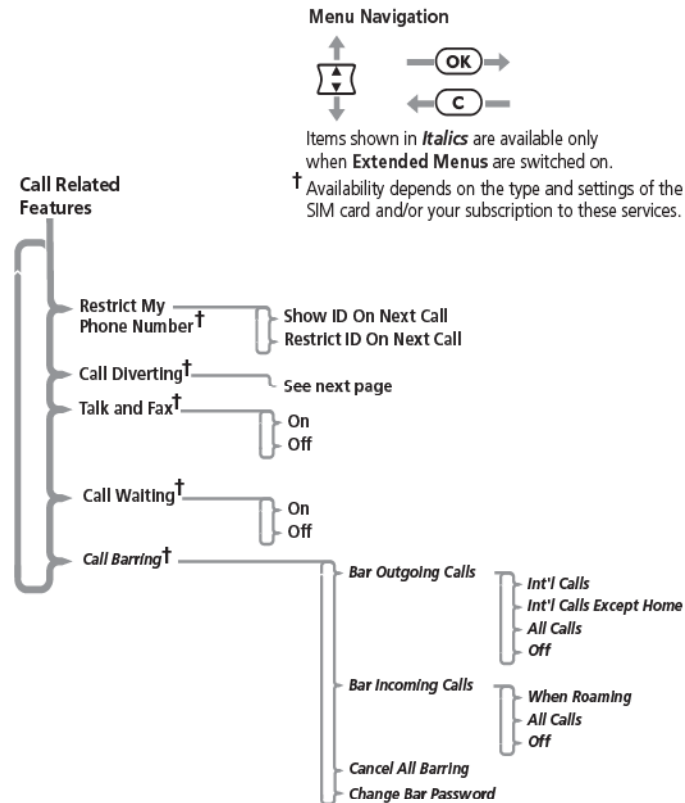 Menu Navigation
OK
C
Items shown in Italics are available only
when Extended Menus are switched on.
† Availability depends on the type and settings of the
SIM card and/or your subscription to these services.
Call Related
Features
Restrict My
Phone Number†
Show ID On Next Call
Restrict ID On Next Call
Call Diverting†
See next page
Talk and Fax†
On
Off
Call Waiting†
On
Off
Call Barring†
Bar Outgoing Calls
Int'l Calls
Int'l Calls Except Home
All Calls
Off
Bar Incoming Calls
When Roaming
All Calls
Off
Cancel All Barring
Change Bar Password